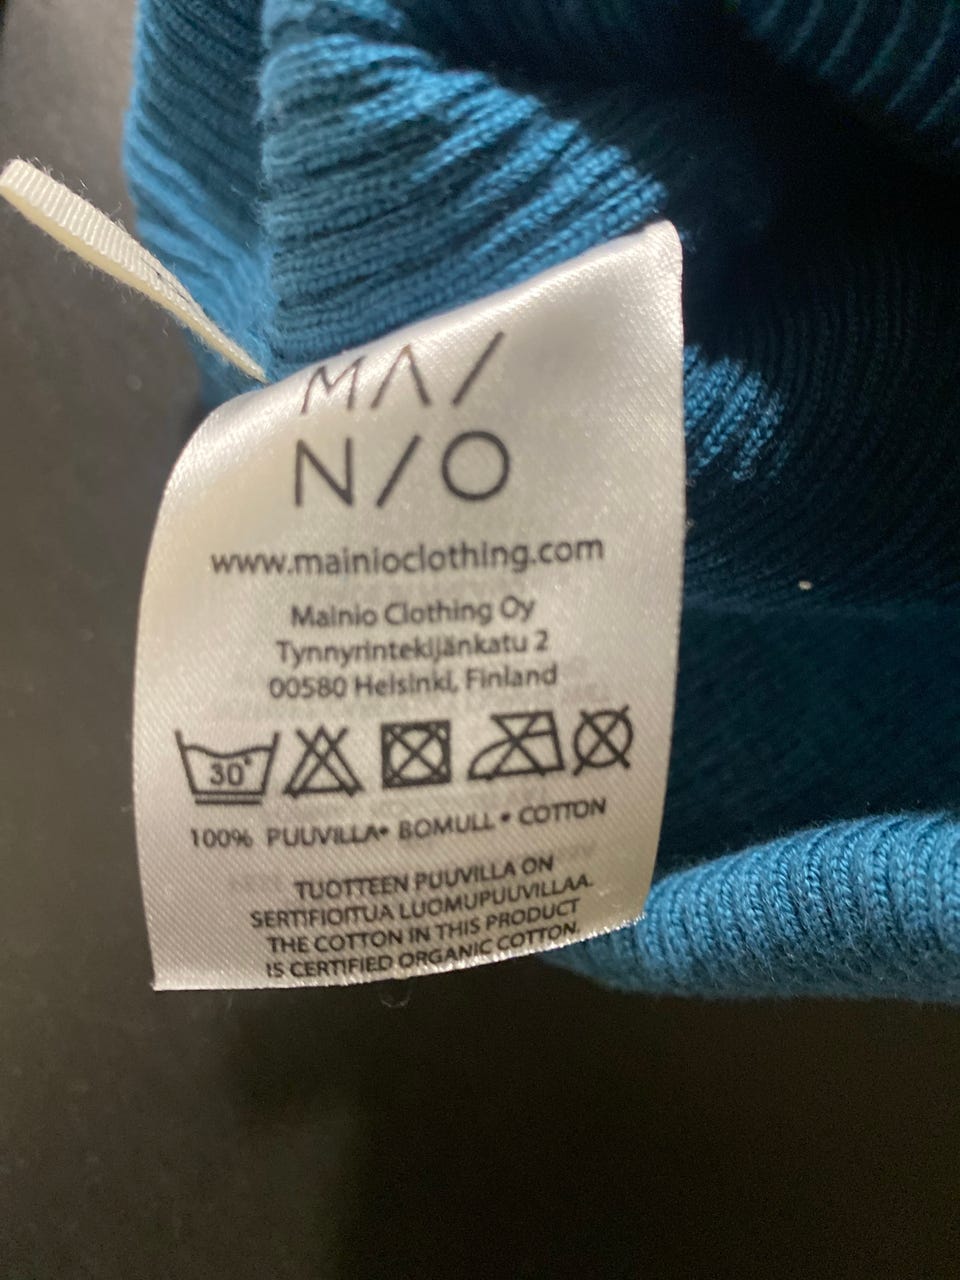 MA/
N/O
www.mainioclothing.com
Mainio Clothing Oy
Tynnyrintekijänkatu 2
00580 Helsinki, Finland
30°
100% PUUVILLA • BOMULL • COTTON
TUOTTEEN PUUVILLA ON
SERTIFIOITUA LUOMUPUUVILLAA.
THE COTTON IN THIS PRODUCT
IS CERTIFIED ORGANIC COTTON.